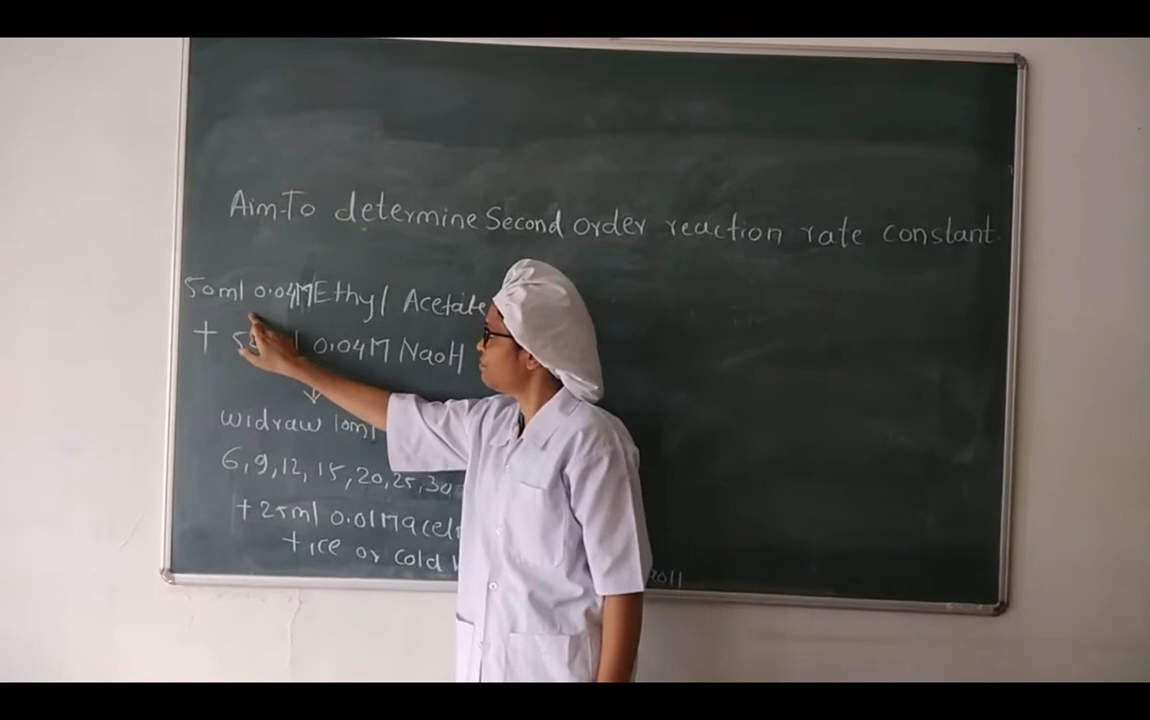 Aim-To determine Second order reaction rate constant.
50ml 0.04M Ethyl Acetate
+ 0.04M NaoH
widraw 10ml
6,9,12,15,20,25,30,
+25ml 0.01M
+ice or cold